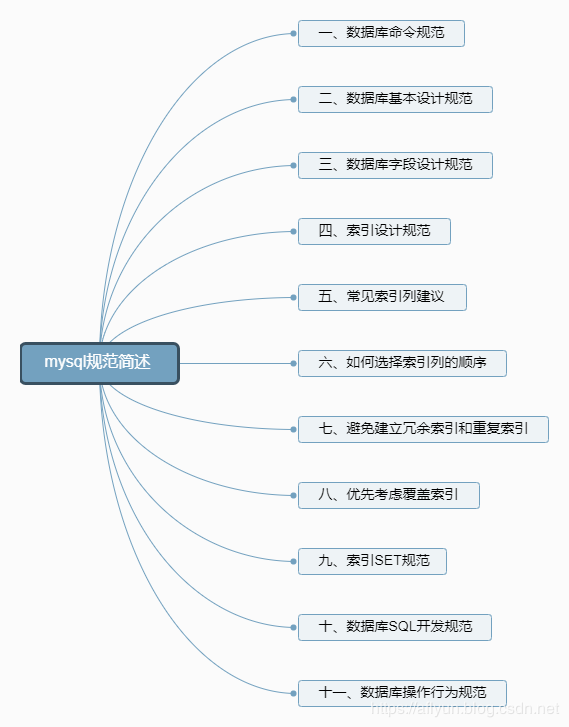 一、数据库命令规范
二、数据库基本设计规范
三、数据库字段设计规范
四、索引设计规范
五、常见索引列建议
mysql规范简述
六、如何选择索引列的顺序
七、避免建立冗余索引和重复索引
八、优先考虑覆盖索引
九、索引SET规范
十、数据库SQL开发规范
十一、数据库操作行为规范